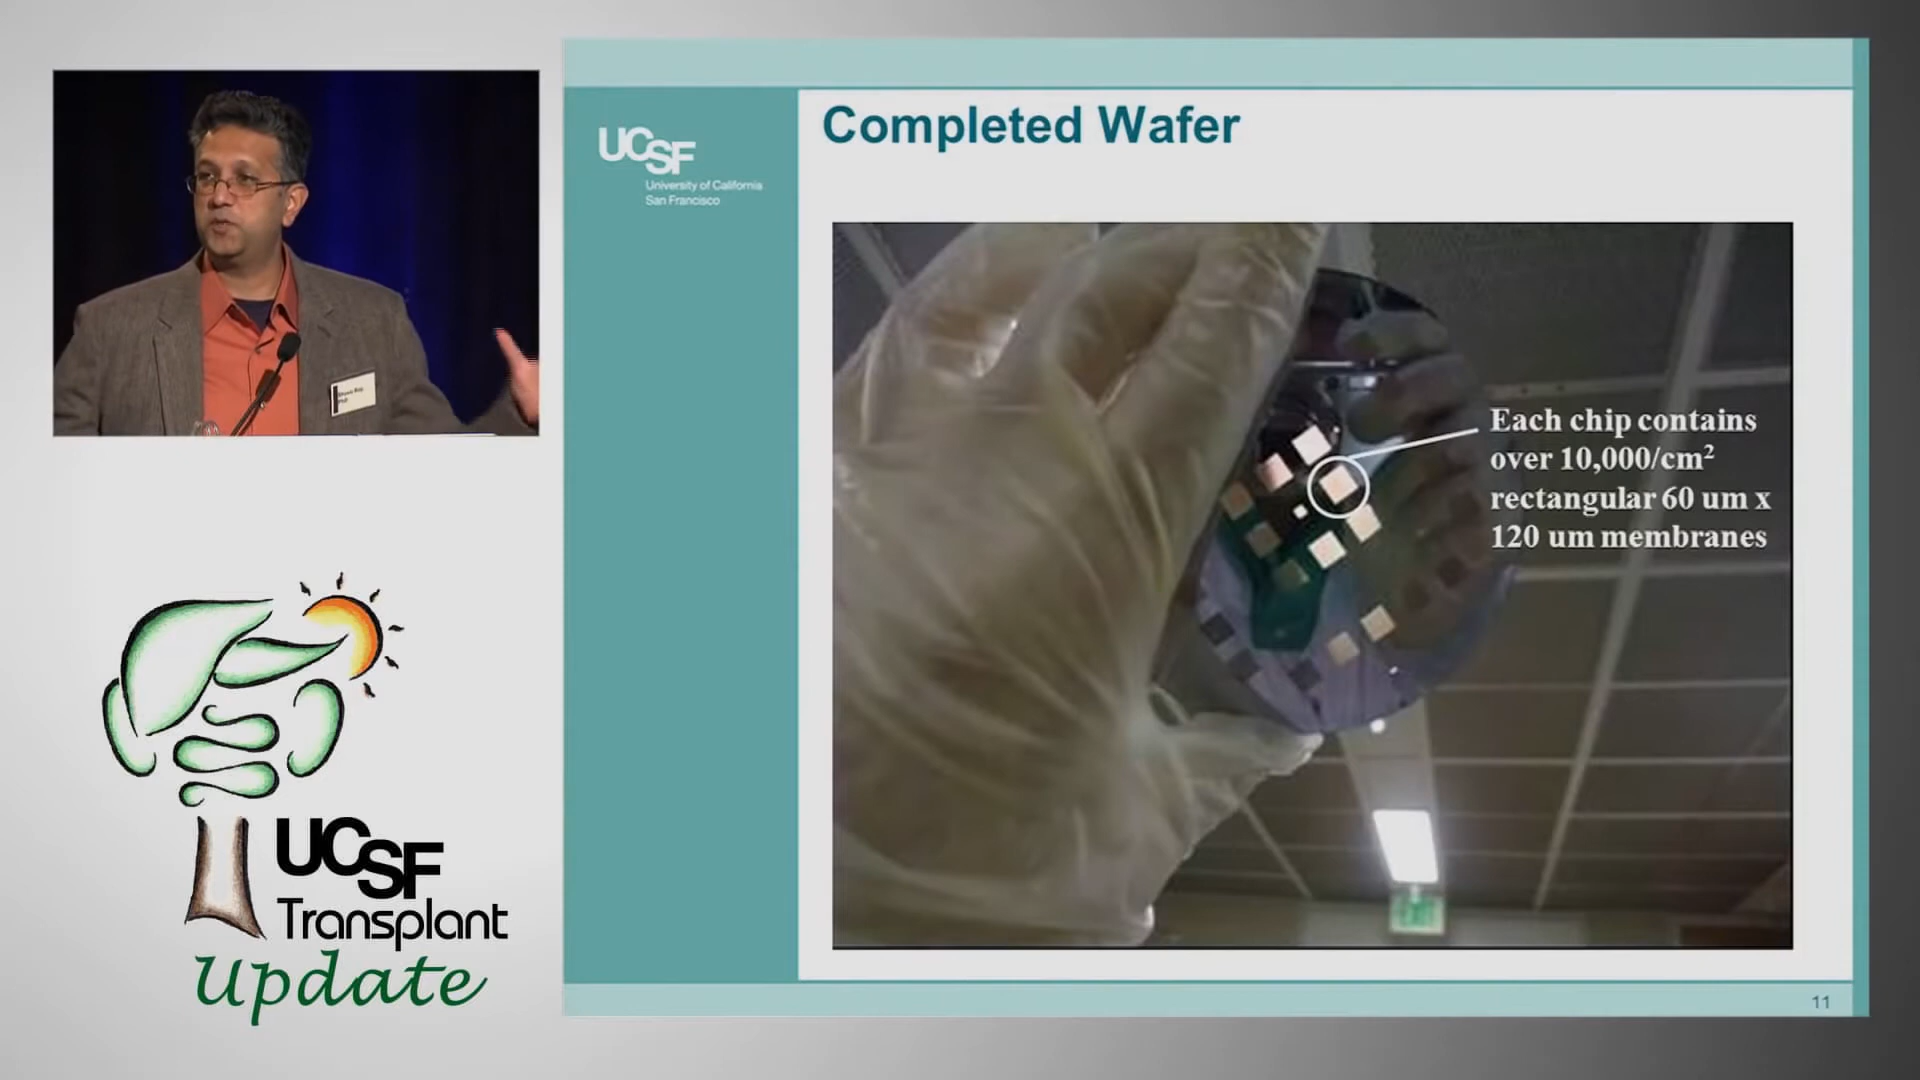 Completed Wafer
UCSF
University of California
San Francisco
Each chip contains
over 10,000/cm²
rectangular 60 um x
120 um membranes
PhD
UCSF
Transplant
Update
11